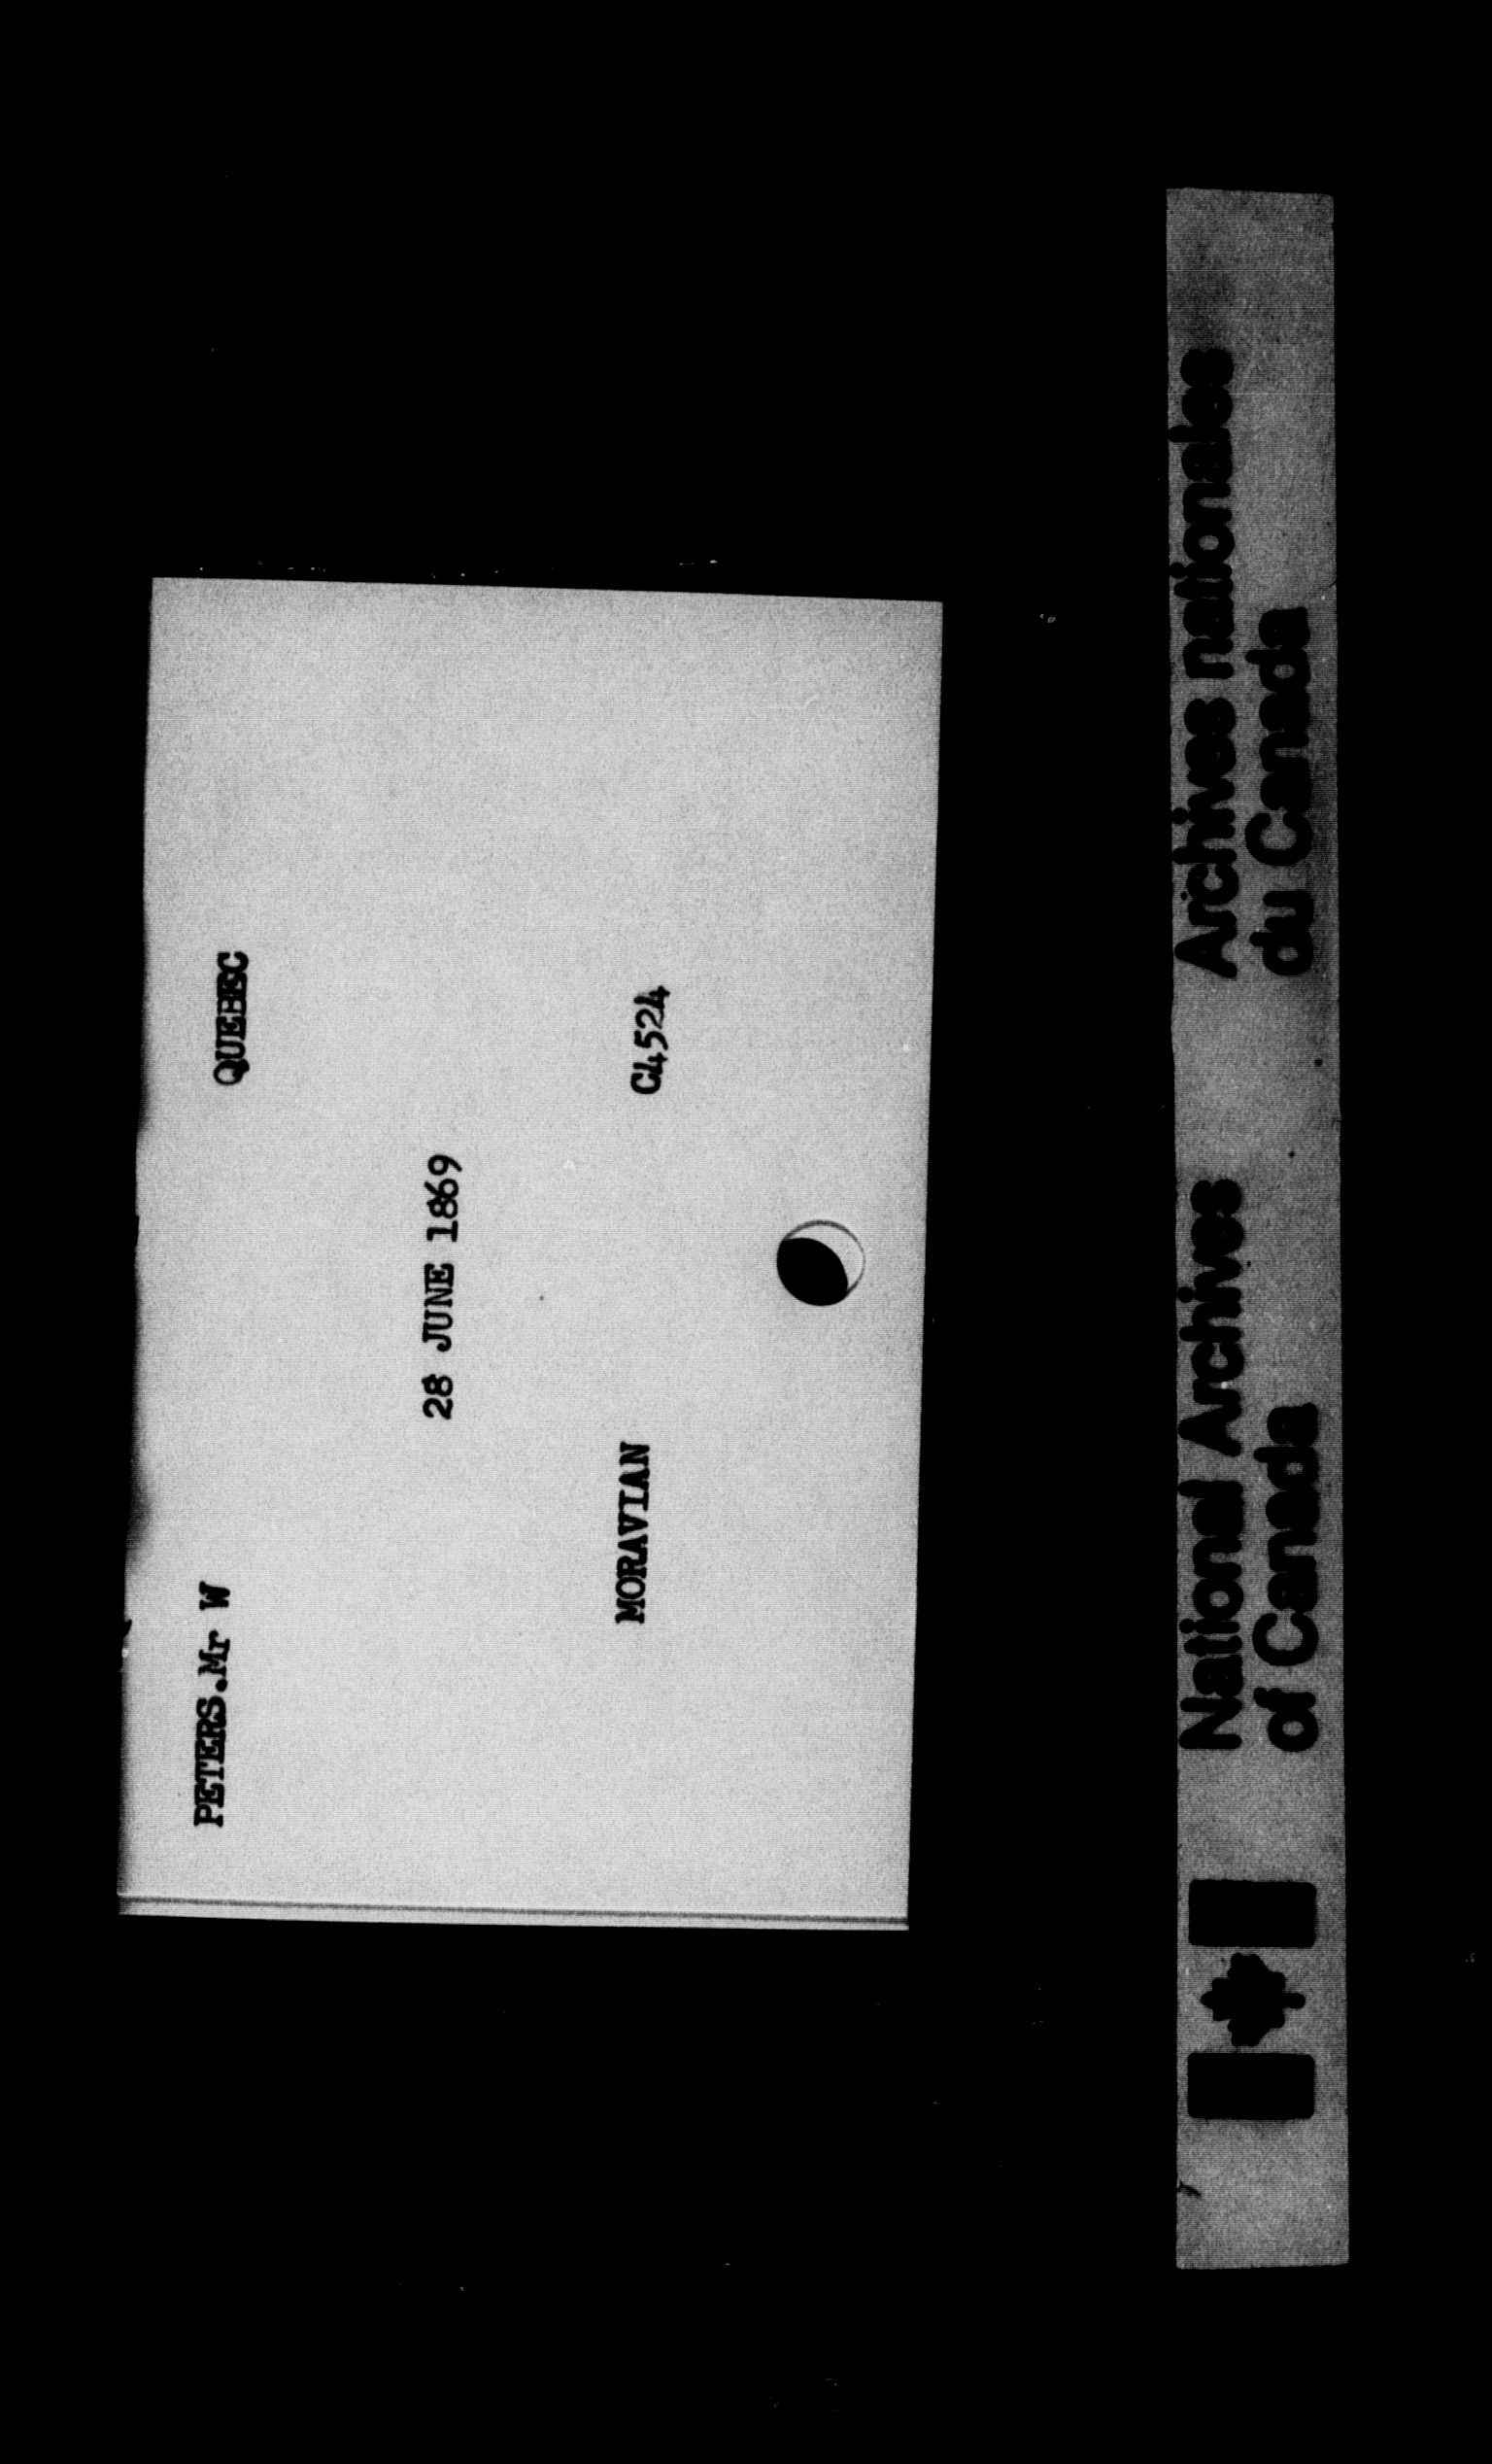 PETERS.Mr W QUEBEC
28 JUNE 1869
MORAVIAN C4524
National Archives Archives nationales
of Canada du Canada